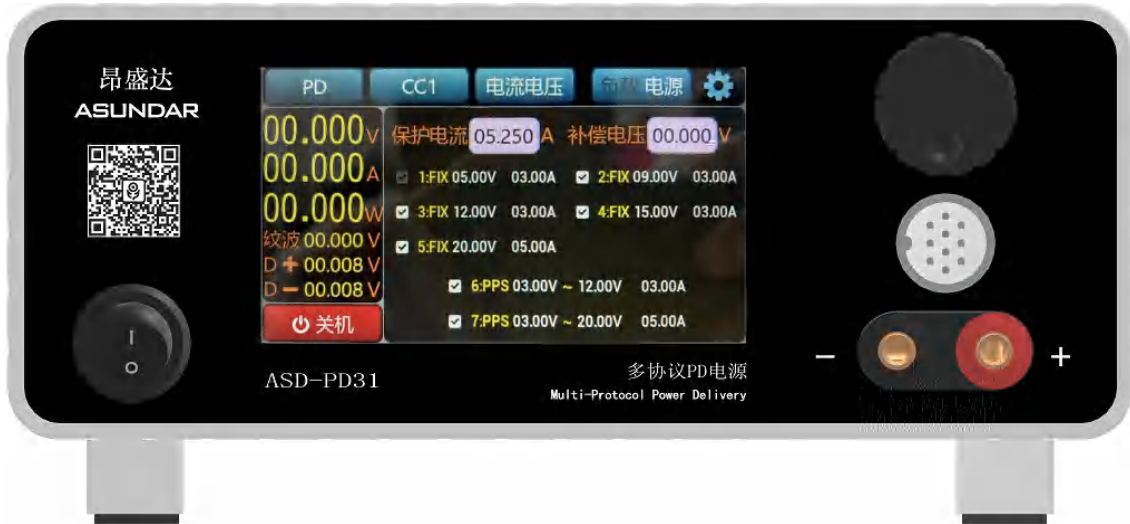 昂盛达
ASUNDAR
PD CC1 电流电压 负载 电源
00.000V 保护电流 05.250 A 补偿电压 00.000 V
00.000A 1:FIX 05.00V 03.00A 2:FIX 09.00V 03.00A
00.000W 3:FIX 12.00V 03.00A 4:FIX 15.00V 03.00A
纹波 00.000 V 5:FIX 20.00V 05.00A
D + 00.008 V
D - 00.008 V 6:PPS 03.00V ~ 12.00V 03.00A
关机 7:PPS 03.00V ~ 20.00V 05.00A
I
O
ASD-PD31 多协议PD电源
Multi-Protocol Power Delivery
- +